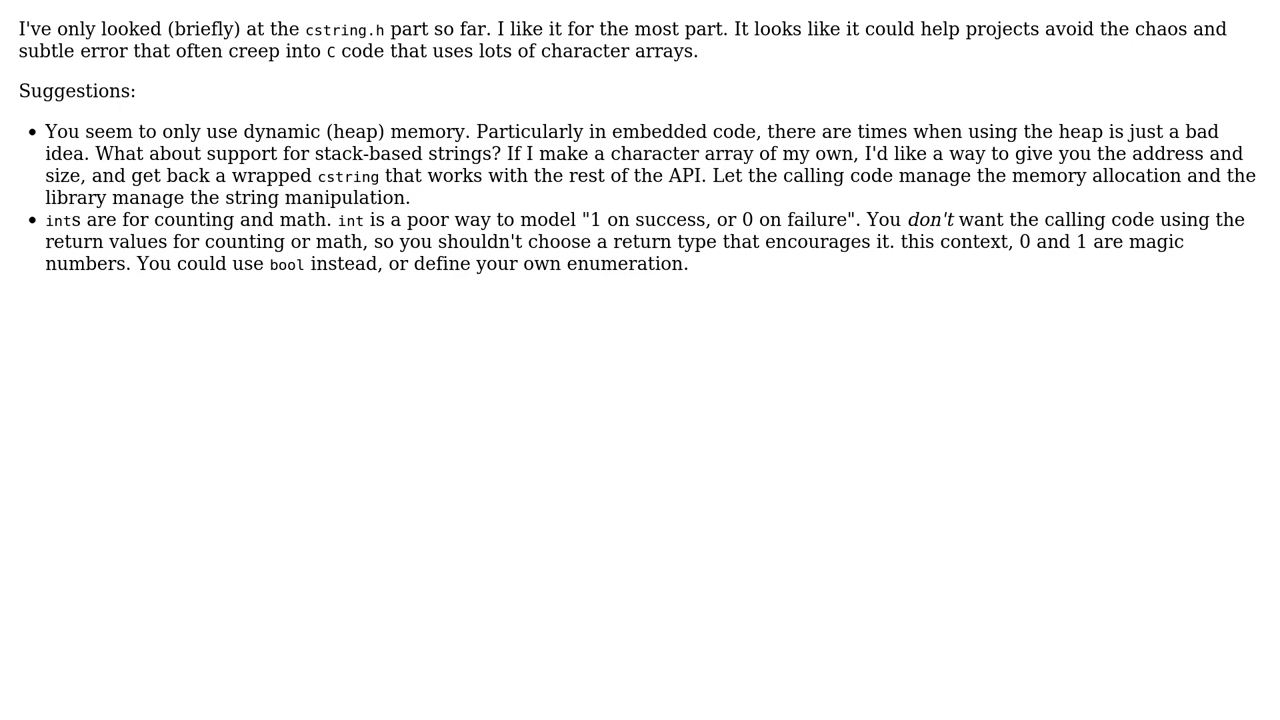 I've only looked (briefly) at the cstring.h part so far. I like it for the most part. It looks like it could help projects avoid the chaos and
subtle error that often creep into C code that uses lots of character arrays.
Suggestions:
• You seem to only use dynamic (heap) memory. Particularly in embedded code, there are times when using the heap is just a bad
idea. What about support for stack-based strings? If I make a character array of my own, I'd like a way to give you the address and
size, and get back a wrapped cstring that works with the rest of the API. Let the calling code manage the memory allocation and the
library manage the string manipulation.
• ints are for counting and math. int is a poor way to model "1 on success, or 0 on failure". You don't want the calling code using the
return values for counting or math, so you shouldn't choose a return type that encourages it. this context, 0 and 1 are magic
numbers. You could use bool instead, or define your own enumeration.